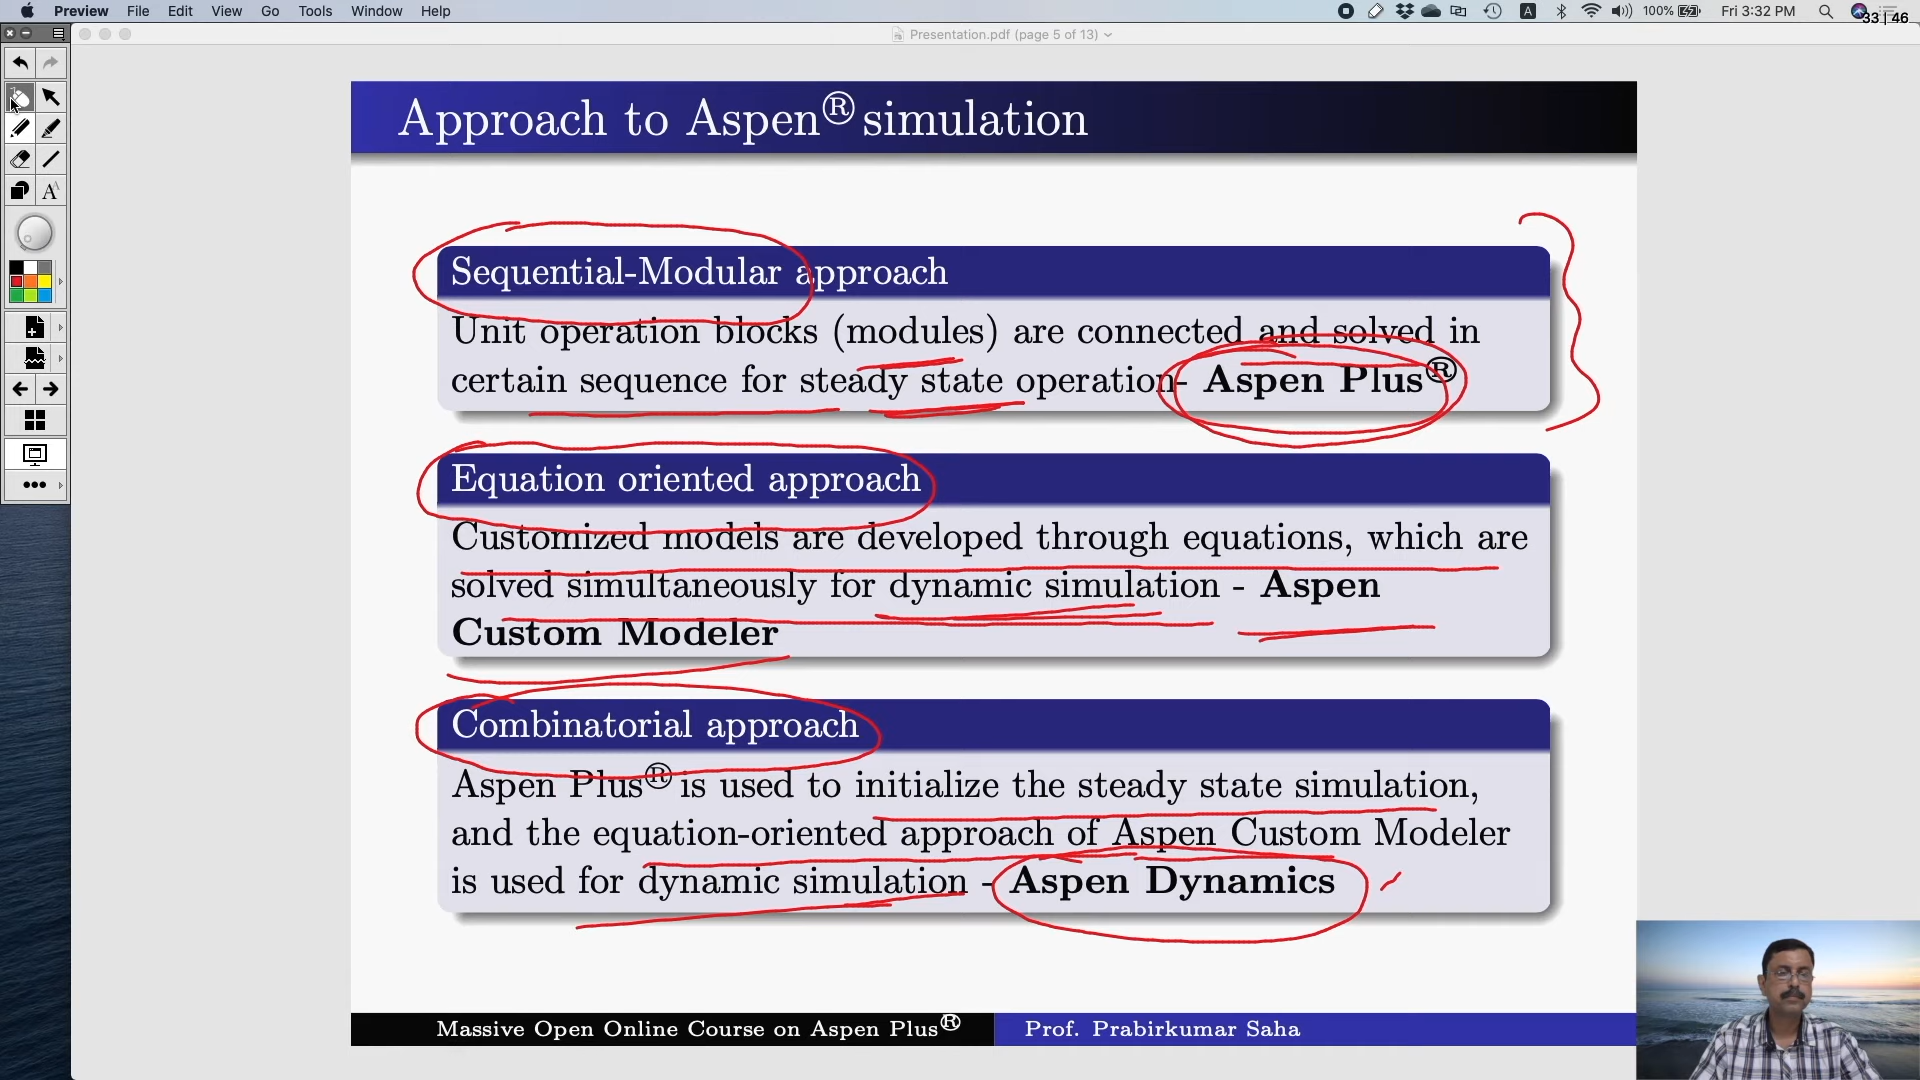 Preview File Edit View Go Tools Window Help
A 100% Fri 3:32 PM
33 | 46
Presentation.pdf (page 5 of 13)
A
Approach to Aspen® simulation
Sequential-Modular approach
Unit operation blocks (modules) are connected and solved in
certain sequence for steady state operation- Aspen Plus®
Equation oriented approach
Customized models are developed through equations, which are
solved simultaneously for dynamic simulation - Aspen
Custom Modeler
Combinatorial approach
Aspen Plus® is used to initialize the steady state simulation,
and the equation-oriented approach of Aspen Custom Modeler
is used for dynamic simulation - Aspen Dynamics
Massive Open Online Course on Aspen Plus® Prof. Prabirkumar Saha